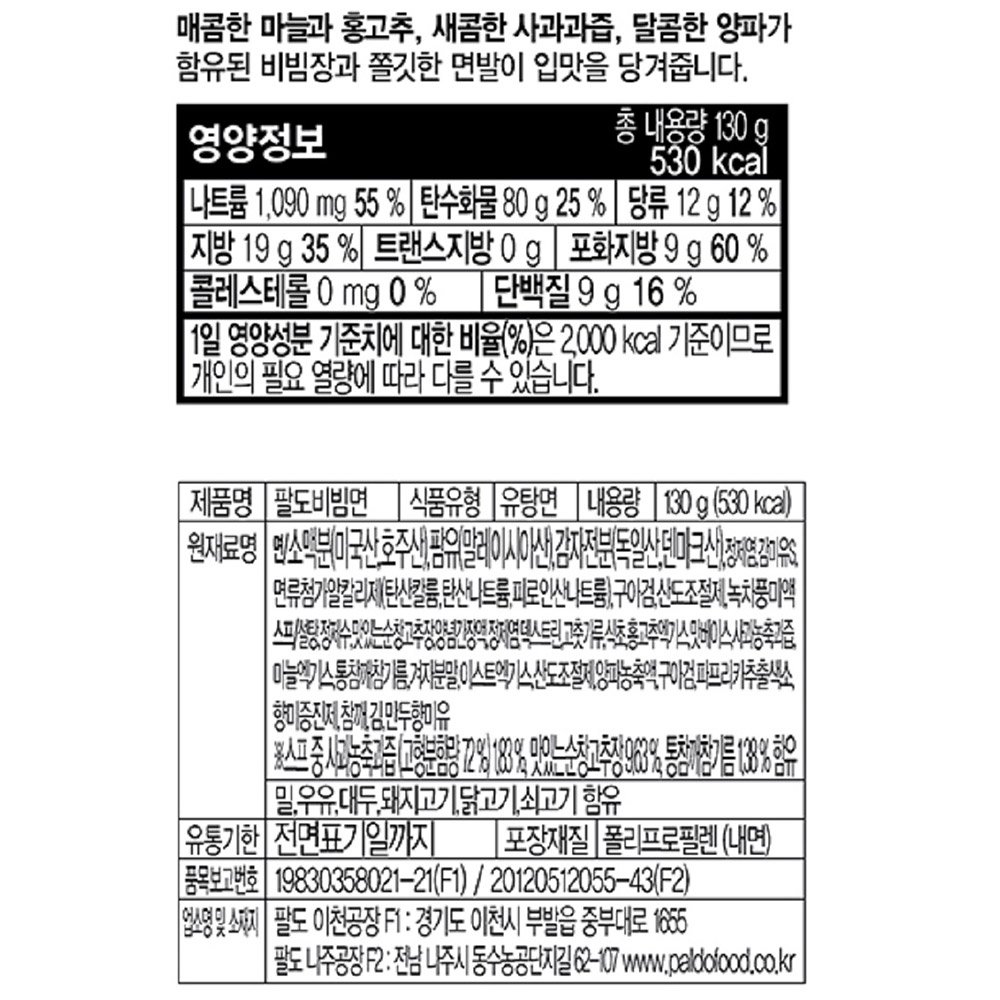 매콤한 마늘과 홍고추, 새콤한 사과과즙, 달콤한 양파가
함유된 비빔장과 쫄깃한 면발이 입맛을 당겨줍니다.
영양정보 총 내용량 130 g
530 kcal
나트륨 1,090 mg 55 % 탄수화물 80 g 25 % 당류 12 g 12 %
지방 19 g 35 % 트랜스지방 0 g 포화지방 9 g 60 %
콜레스테롤 0 mg 0 % 단백질 9 g 16 %
1일 영양성분 기준치에 대한 비율(%)은 2,000 kcal 기준이므로
개인의 필요 열량에 따라 다를 수 있습니다.
제품명 팔도비빔면 식품유형 유탕면 내용량 130 g (530 kcal)
원재료명 면/소맥분(미국산,호주산),팜유(말레이시아산),감자전분(독일산,덴마크산),정제염,감미유S,
면류첨가알칼리제(탄산칼륨,탄산나트륨,피로인산나트륨),구아검,산도조절제,녹차풍미액
스프/설탕,정제수,맛있는순창고추장,양념간장액,정제염,덱스트린,고춧가루,식초,홍고추엑기스,맛베이스,사과농축과즙,
마늘엑기스,통참깨참기름,겨자분말,이스트엑기스,산도조절제,양파농축액,구아검,파프리카추출색소,
향미증진제,참깨,김,만두향미유
※스프 중 사과농축과즙(고형분함량 72%) 1.83%, 맛있는순창고추장 9.63%, 통참깨참기름 1.38% 함유
밀,우유,대두,돼지고기,닭고기,쇠고기 함유
유통기한 전면표기일까지 포장재질 폴리프로필렌 (내면)
품목보고번호 19830358021-21(F1) / 20120512055-43(F2)
업소명 및 소재지 팔도 이천공장 F1 : 경기도 이천시 부발읍 중부대로 1655
팔도 나주공장 F2 : 전남 나주시 동수농공단지길 62-107 www.paldofood.co.kr